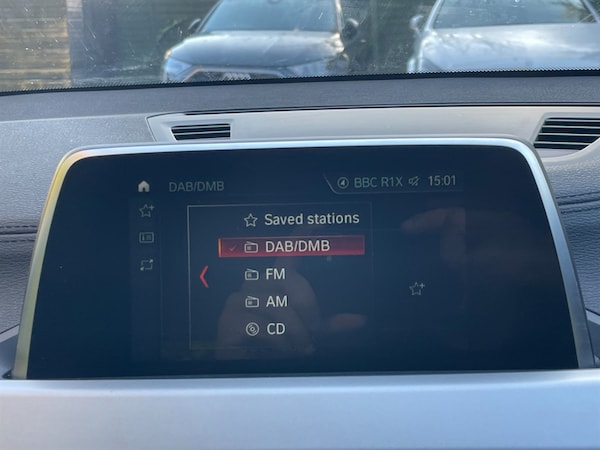 DAB/DMB
BBC R1X 15:01
Saved stations
DAB/DMB
FM
AM
CD